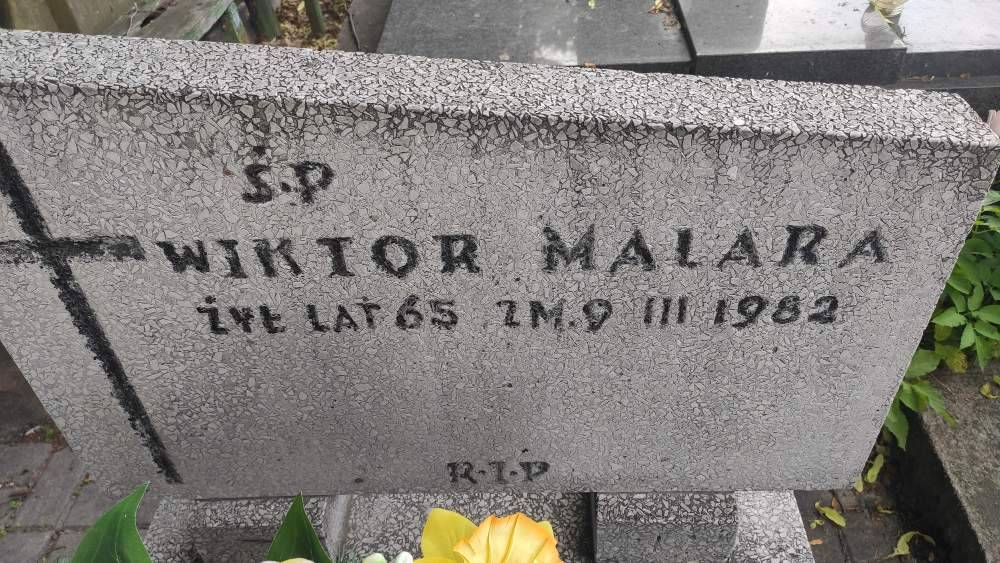 Ś.P
WIKTOR MALARA
ŻYŁ LAT 65 ZM. 9 III 1982
R.I.P